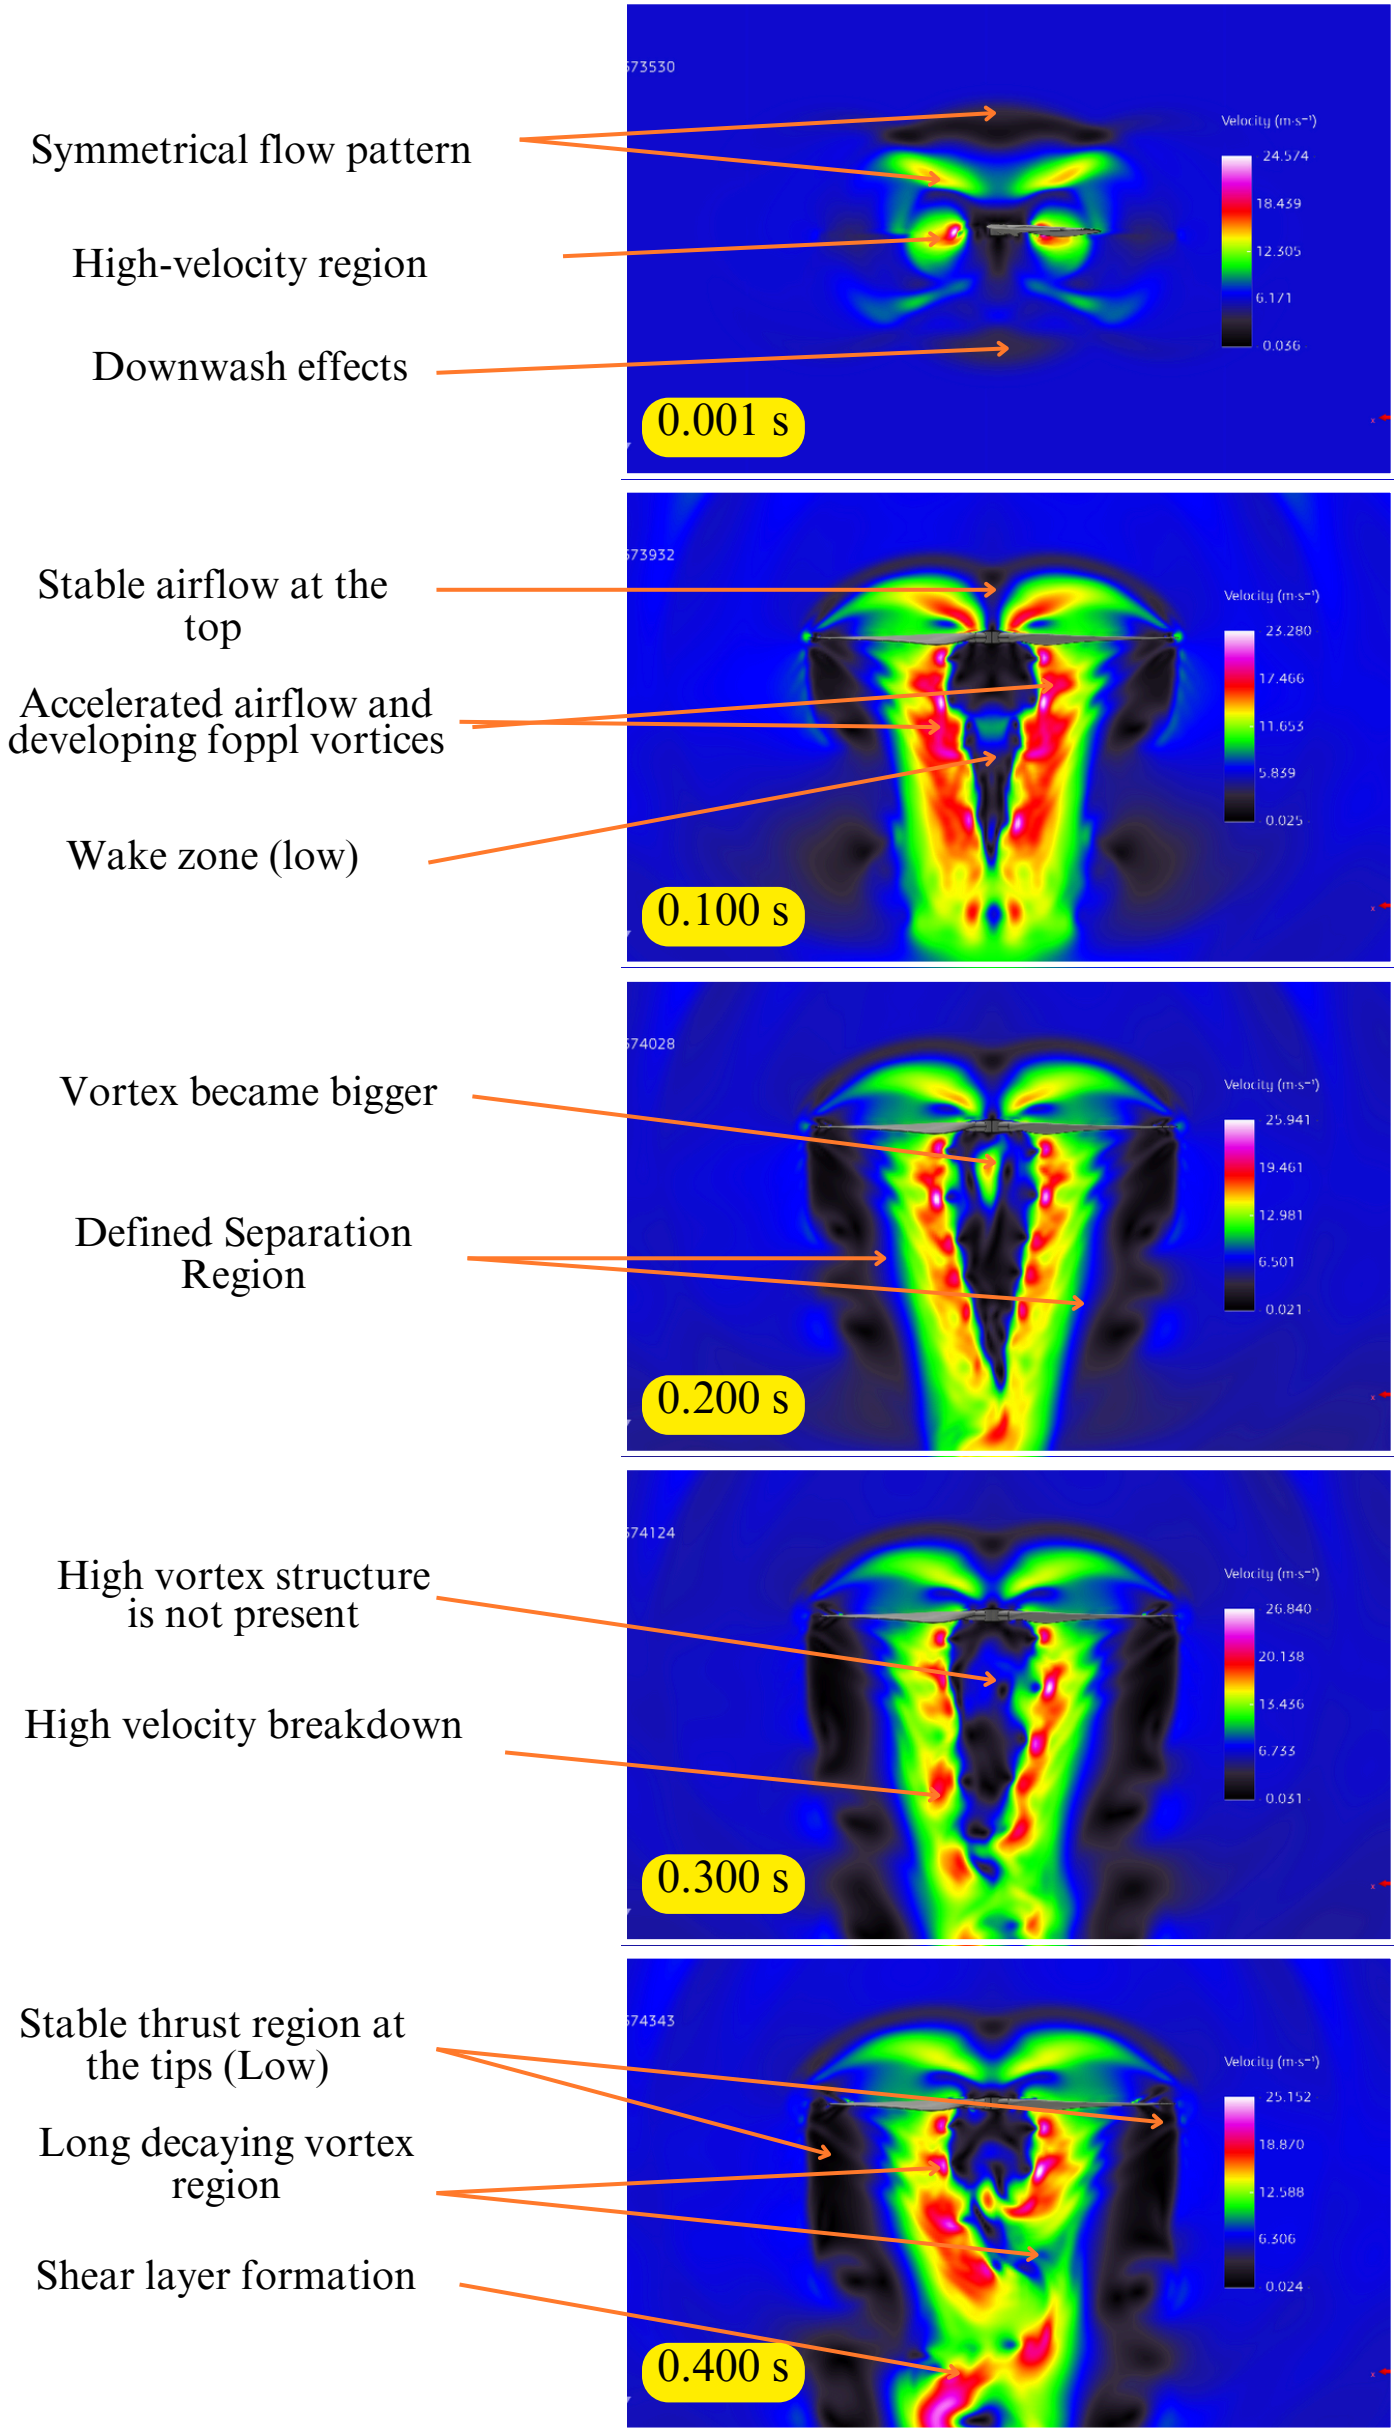 573530
Symmetrical flow pattern
High-velocity region
Downwash effects
Velocity (m·s⁻¹)
24.574
18.439
12.305
6.171
0.036
0.001 s
x
573932
Stable airflow at the
top
Accelerated airflow and
developing foppl vortices
Wake zone (low)
Velocity (m·s⁻¹)
23.280
17.466
11.653
5.839
0.025
0.100 s
x
574028
Vortex became bigger
Defined Separation
Region
Velocity (m·s⁻¹)
25.941
19.461
12.981
6.501
0.021
0.200 s
x
574124
High vortex structure
is not present
High velocity breakdown
Velocity (m·s⁻¹)
26.840
20.138
13.436
6.733
0.031
0.300 s
x
574343
Stable thrust region at
the tips (Low)
Long decaying vortex
region
Shear layer formation
Velocity (m·s⁻¹)
25.152
18.870
12.588
6.306
0.024
0.400 s
x